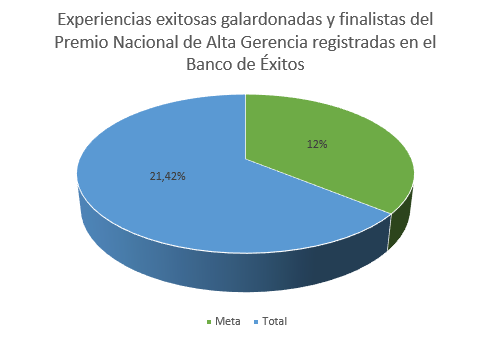 Experiencias exitosas galardonadas y finalistas del
Premio Nacional de Alta Gerencia registradas en el
Banco de Éxitos
12%
21,42%
Meta Total